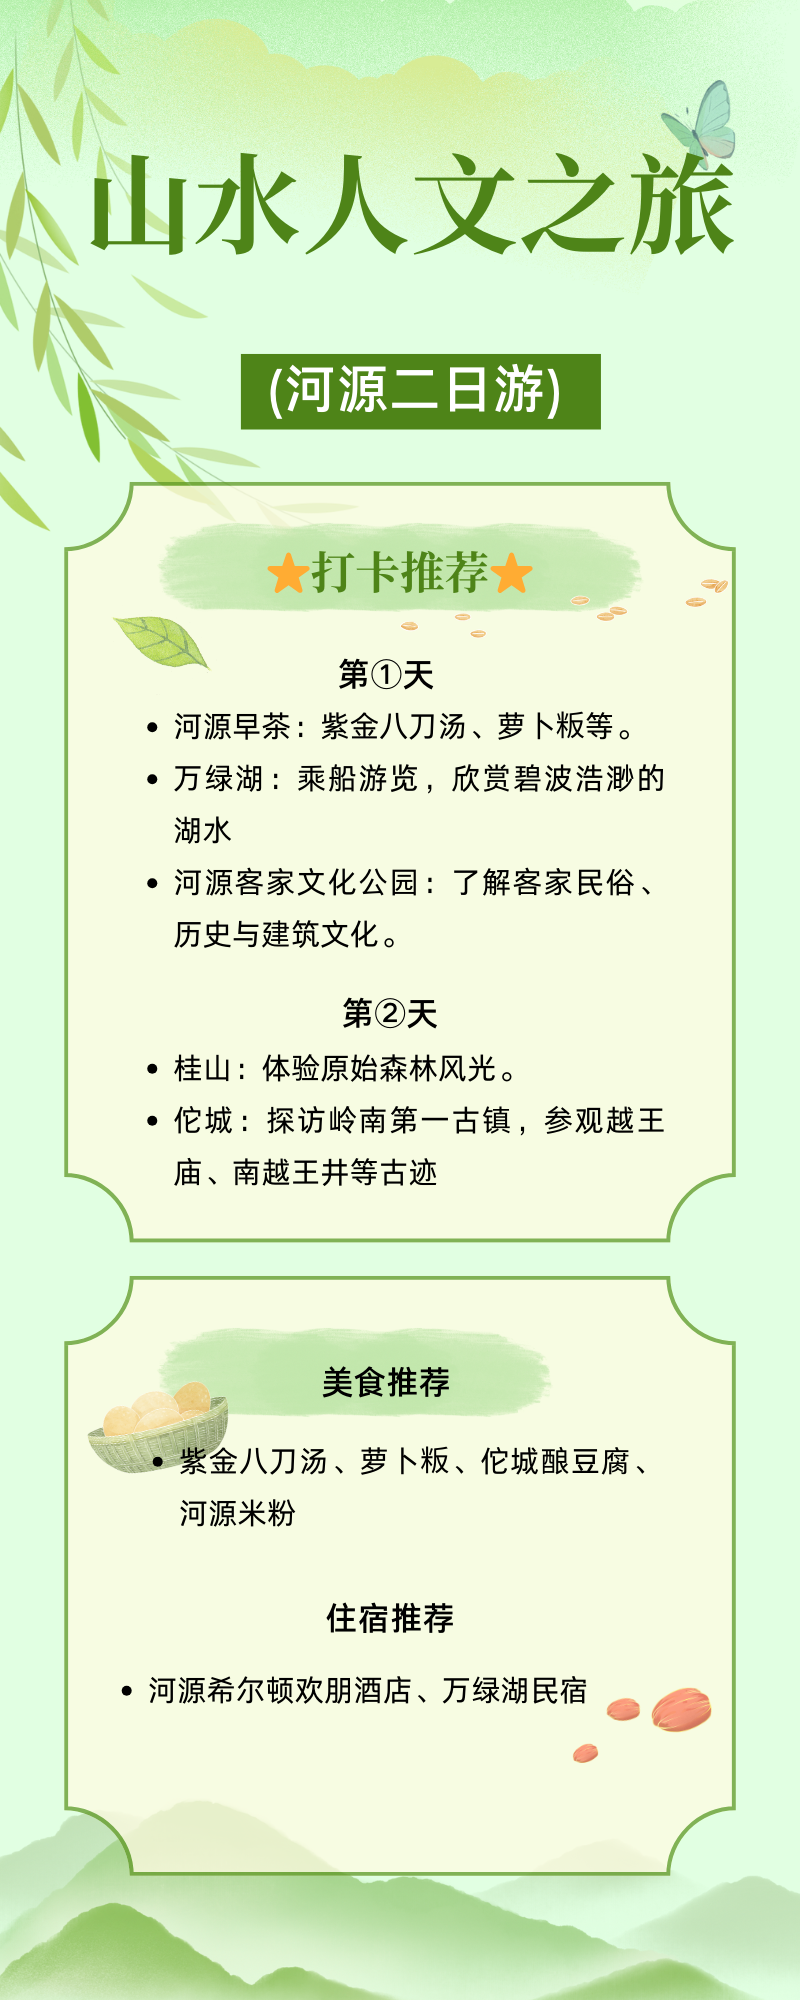 山水人文之旅
(河源二日游)
打卡推荐
第①天
• 河源早茶：紫金八刀汤、萝卜粄等。
• 万绿湖：乘船游览，欣赏碧波浩渺的
湖水
• 河源客家文化公园：了解客家民俗、
历史与建筑文化。
第②天
• 桂山：体验原始森林风光。
• 佗城：探访岭南第一古镇，参观越王
庙、南越王井等古迹
美食推荐
• 紫金八刀汤、萝卜粄、佗城酿豆腐、
河源米粉
住宿推荐
• 河源希尔顿欢朋酒店、万绿湖民宿